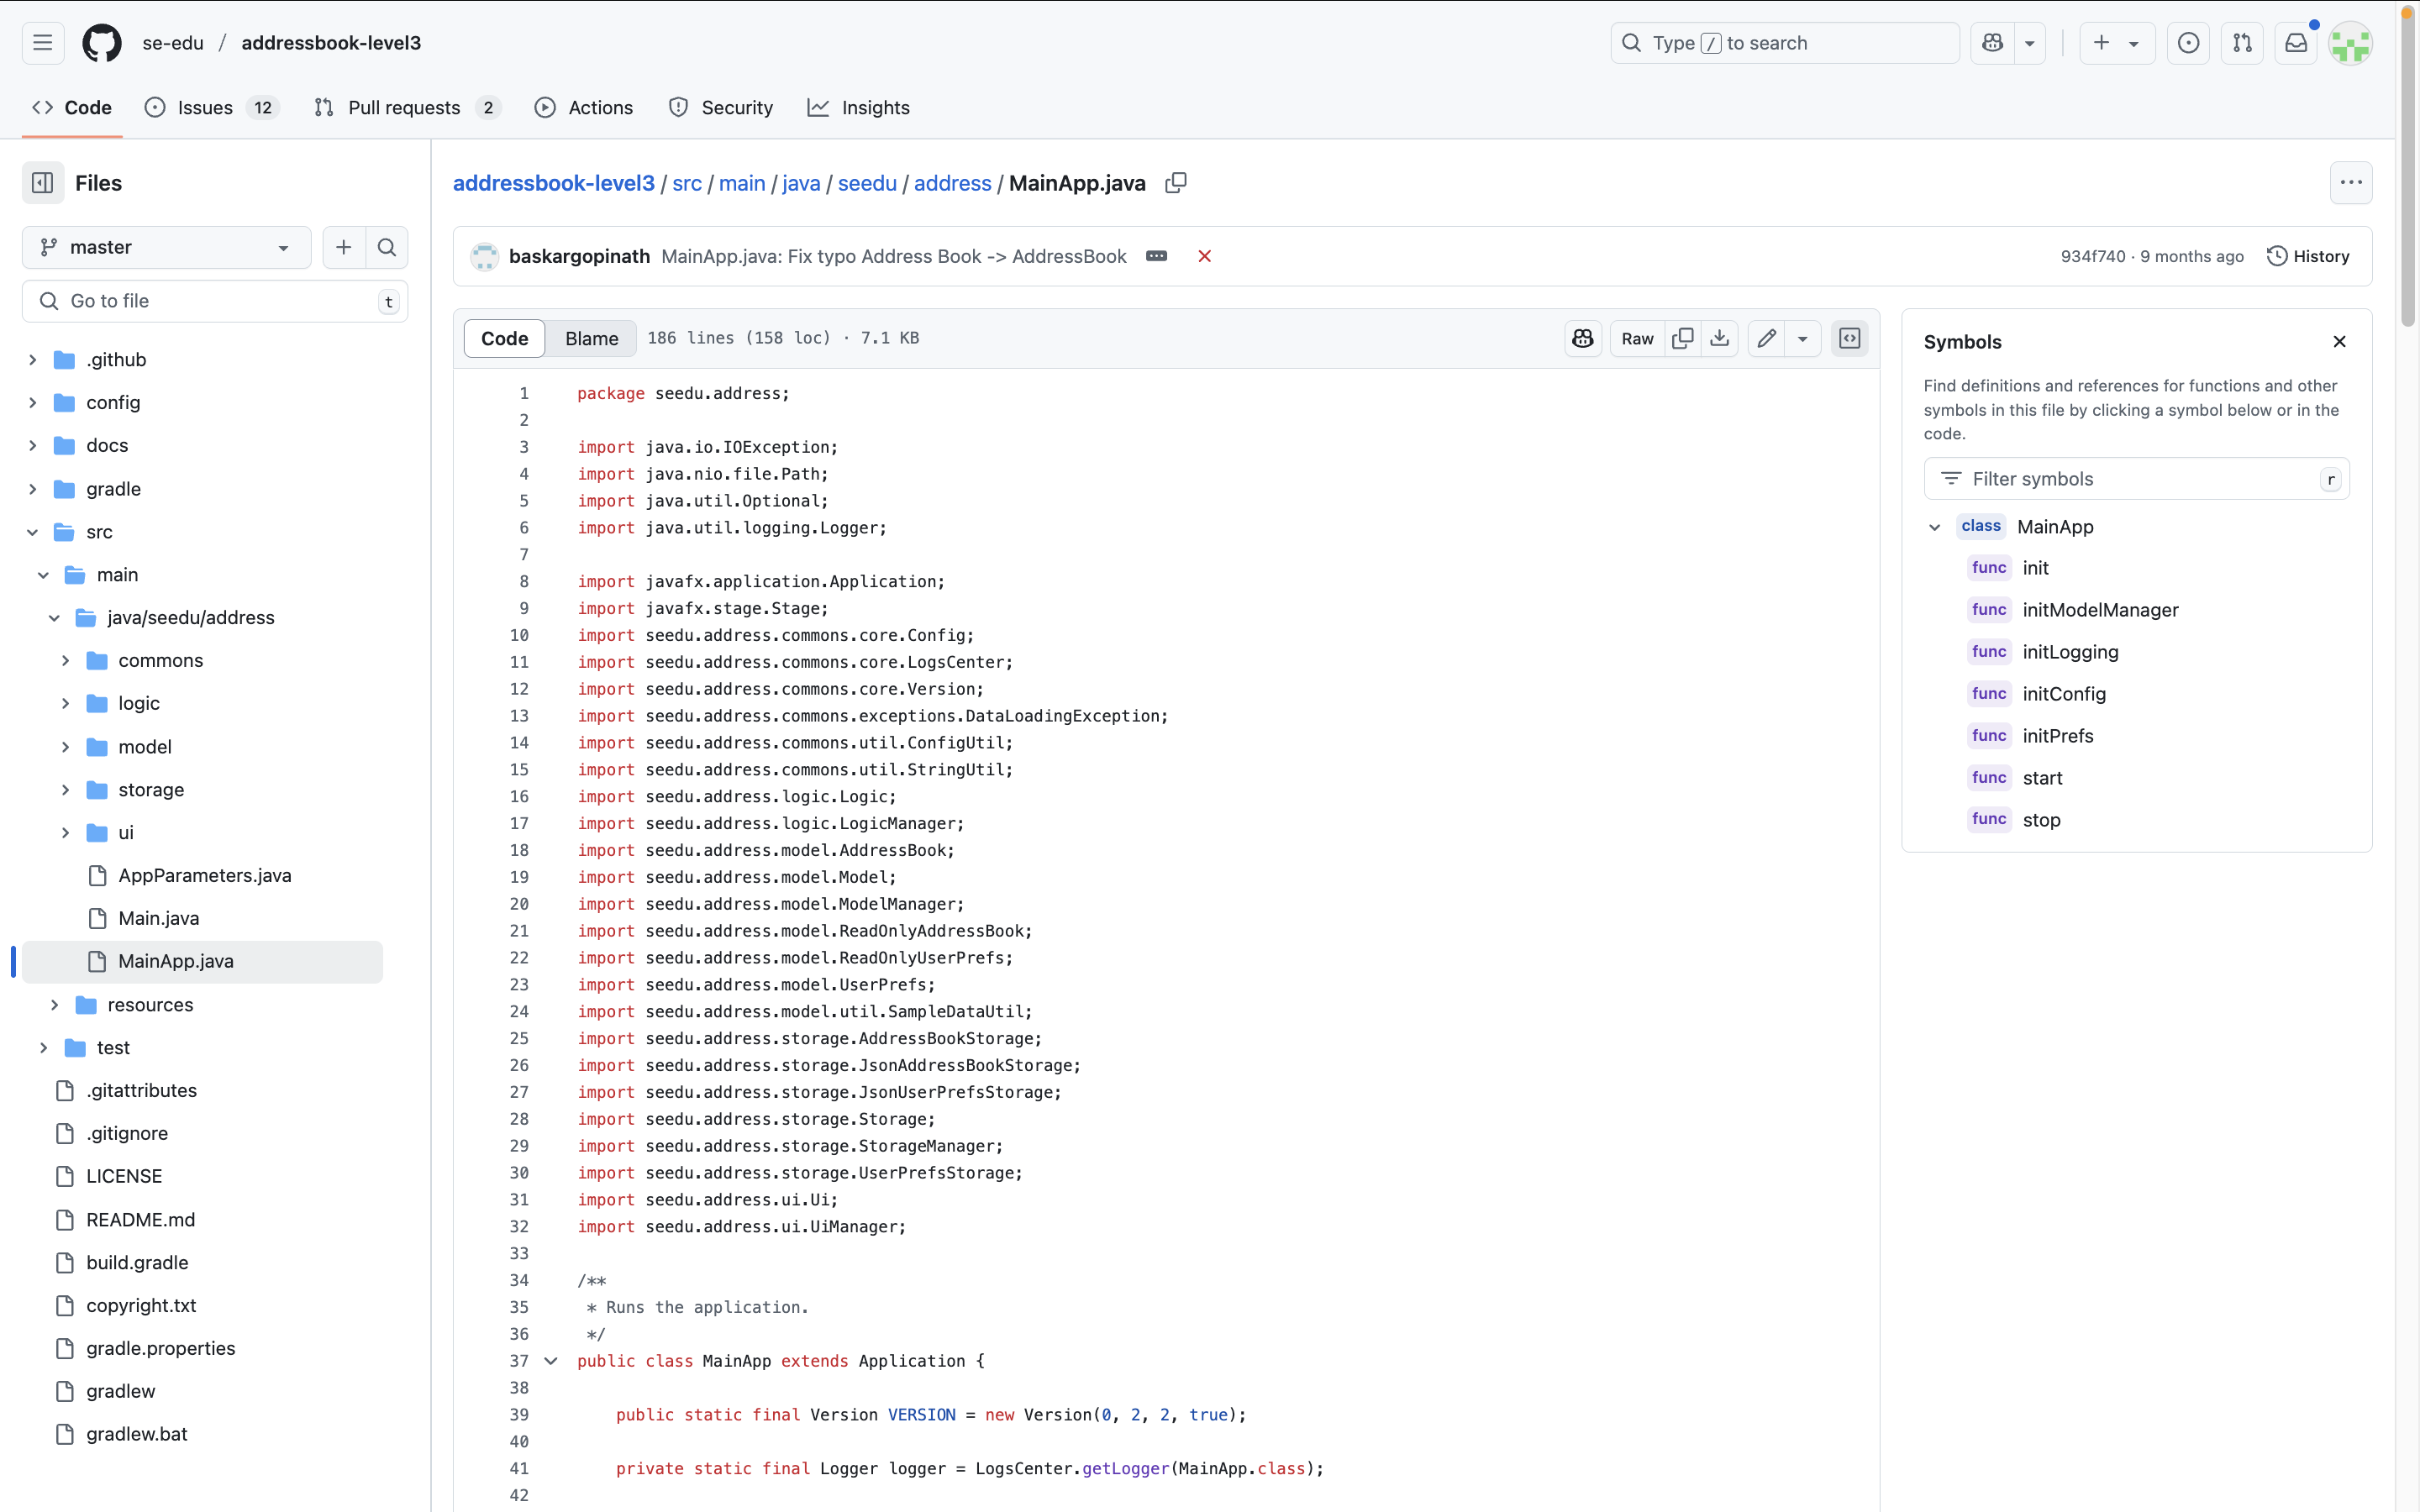 se-edu / addressbook-level3
Type / to search
Code
Issues 12
Pull requests 2
Actions
Security
Insights
Files
master
Go to file t
.github
config
docs
gradle
src
main
java/seedu/address
commons
logic
model
storage
ui
AppParameters.java
Main.java
MainApp.java
resources
test
.gitattributes
.gitignore
LICENSE
README.md
build.gradle
copyright.txt
gradle.properties
gradlew
gradlew.bat
addressbook-level3 / src / main / java / seedu / address / MainApp.java
baskargopinath MainApp.java: Fix typo Address Book -> AddressBook
934f740 · 9 months ago
History
Code
Blame
186 lines (158 loc) · 7.1 KB
Raw
1 package seedu.address;
2
3 import java.io.IOException;
4 import java.nio.file.Path;
5 import java.util.Optional;
6 import java.util.logging.Logger;
7
8 import javafx.application.Application;
9 import javafx.stage.Stage;
10 import seedu.address.commons.core.Config;
11 import seedu.address.commons.core.LogsCenter;
12 import seedu.address.commons.core.Version;
13 import seedu.address.commons.exceptions.DataLoadingException;
14 import seedu.address.commons.util.ConfigUtil;
15 import seedu.address.commons.util.StringUtil;
16 import seedu.address.logic.Logic;
17 import seedu.address.logic.LogicManager;
18 import seedu.address.model.AddressBook;
19 import seedu.address.model.Model;
20 import seedu.address.model.ModelManager;
21 import seedu.address.model.ReadOnlyAddressBook;
22 import seedu.address.model.ReadOnlyUserPrefs;
23 import seedu.address.model.UserPrefs;
24 import seedu.address.model.util.SampleDataUtil;
25 import seedu.address.storage.AddressBookStorage;
26 import seedu.address.storage.JsonAddressBookStorage;
27 import seedu.address.storage.JsonUserPrefsStorage;
28 import seedu.address.storage.Storage;
29 import seedu.address.storage.StorageManager;
30 import seedu.address.storage.UserPrefsStorage;
31 import seedu.address.ui.Ui;
32 import seedu.address.ui.UiManager;
33
34 /**
35 * Runs the application.
36 */
37 public class MainApp extends Application {
38
39 public static final Version VERSION = new Version(0, 2, 2, true);
40
41 private static final Logger logger = LogsCenter.getLogger(MainApp.class);
42
Symbols
Find definitions and references for functions and other
symbols in this file by clicking a symbol below or in the
code.
Filter symbols r
class MainApp
func init
func initModelManager
func initLogging
func initConfig
func initPrefs
func start
func stop